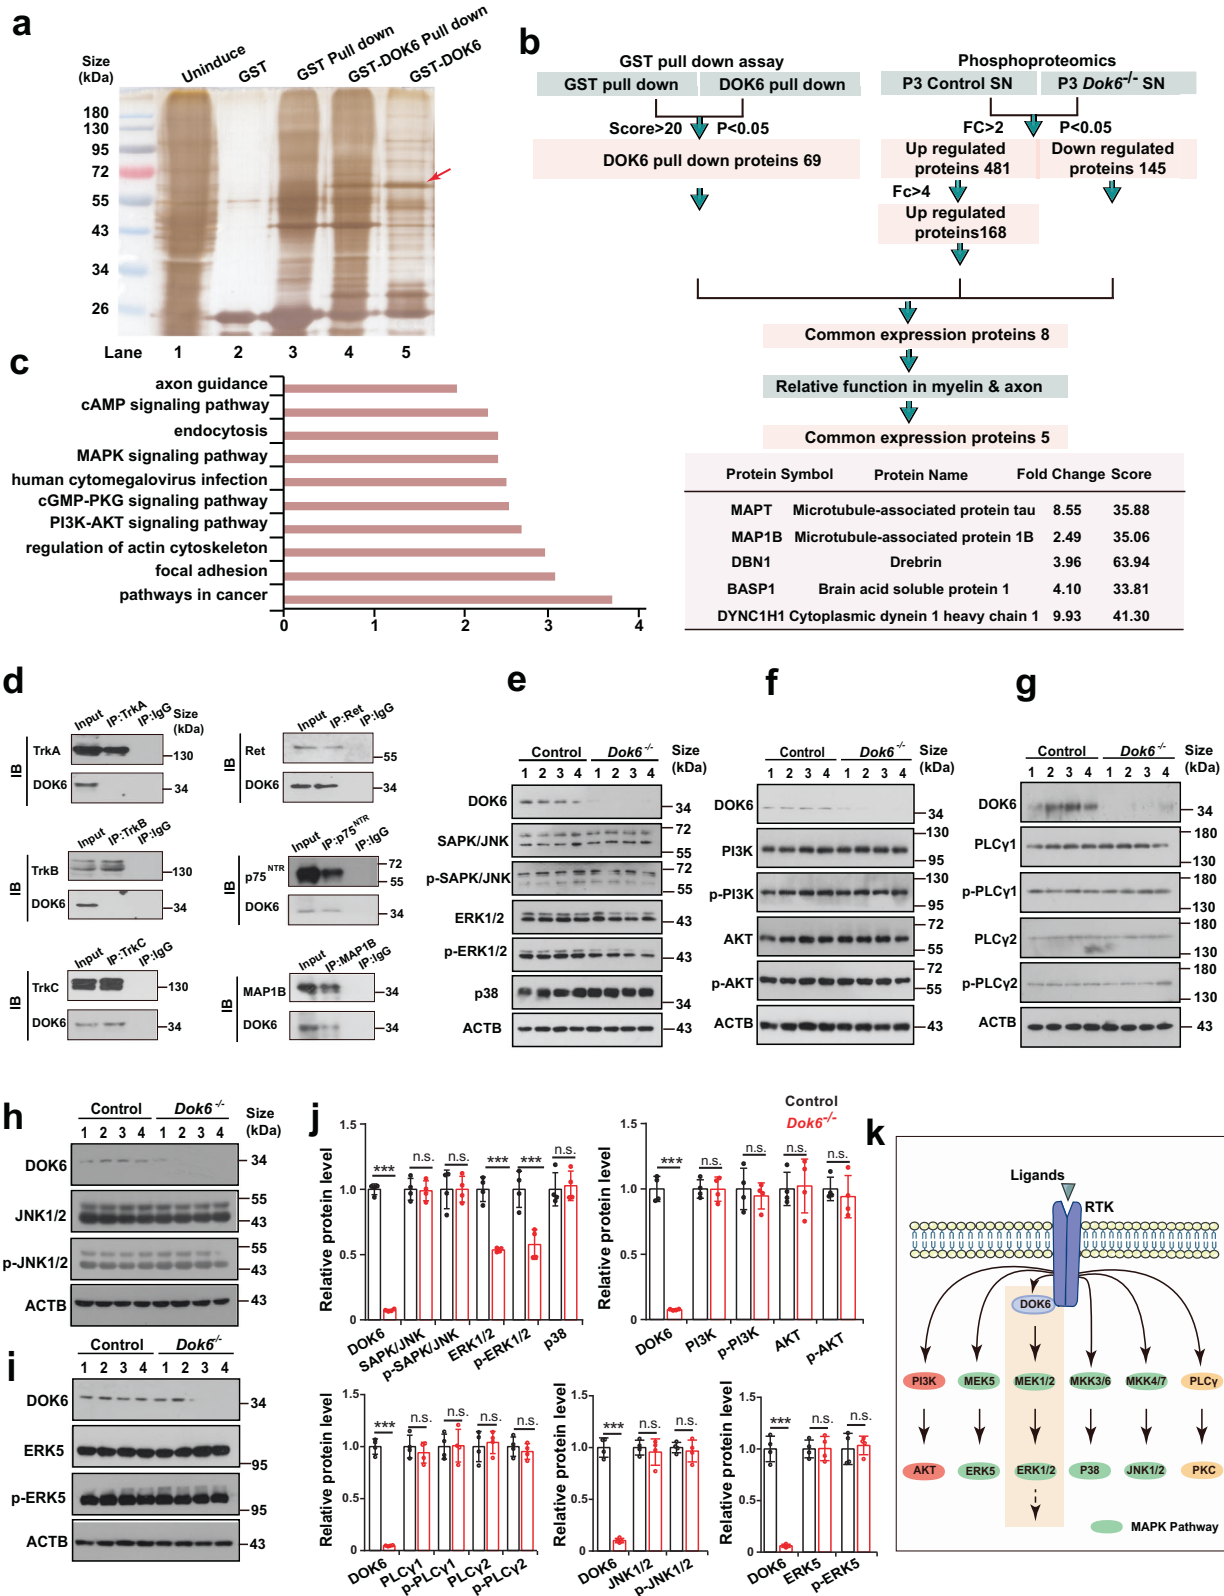 a
Size
(kDa)
Uninduce
GST
GST Pull down
GST-DOK6 Pull down
GST-DOK6
180
130
95
72
55
43
34
26
Lane 1 2 3 4 5
b
GST pull down assay
GST pull down DOK6 pull down
Score>20 P<0.05
DOK6 pull down proteins 69
Phosphoproteomics
P3 Control SN P3 Dok6-/- SN
FC>2 P<0.05
Up regulated
proteins 481
Down regulated
proteins 145
Fc>4
Up regulated
proteins168
Common expression proteins 8
Relative function in myelin & axon
Common expression proteins 5
Protein Symbol Protein Name Fold Change Score
MAPT Microtubule-associated protein tau 8.55 35.88
MAP1B Microtubule-associated protein 1B 2.49 35.06
DBN1 Drebrin 3.96 63.94
BASP1 Brain acid soluble protein 1 4.10 33.81
DYNC1H1 Cytoplasmic dynein 1 heavy chain 1 9.93 41.30
c
axon guidance
cAMP signaling pathway
endocytosis
MAPK signaling pathway
human cytomegalovirus infection
cGMP-PKG signaling pathway
PI3K-AKT signaling pathway
regulation of actin cytoskeleton
focal adhesion
pathways in cancer
0 1 2 3 4
d
Input IP:TrkA IP:IgG Size (kDa)
IB
TrkA 130
DOK6 34
Input IP:Ret IP:IgG
IB
Ret 55
DOK6 34
Input IP:TrkB IP:IgG
IB
TrkB 130
DOK6 34
Input IP:p75NTR IP:IgG
IB
p75NTR 72
55
DOK6 34
Input IP:TrkC IP:IgG
IB
TrkC 130
DOK6 34
Input IP:MAP1B IP:IgG
IB
MAP1B 34
DOK6 34
e
Control Dok6-/- Size
(kDa)
1 2 3 4 1 2 3 4
DOK6 34
SAPK/JNK 72
55
p-SAPK/JNK 72
55
ERK1/2 43
p-ERK1/2 43
p38 34
ACTB 43
f
Control Dok6-/- Size
(kDa)
1 2 3 4 1 2 3 4
DOK6 34
PI3K 130
95
p-PI3K 130
95
AKT 72
55
p-AKT 72
55
ACTB 43
g
Control Dok6-/- Size
(kDa)
1 2 3 4 1 2 3 4
DOK6 34
PLCγ1 180
130
p-PLCγ1 180
130
PLCγ2 180
130
p-PLCγ2 180
130
ACTB 43
h
Control Dok6-/- Size
(kDa)
1 2 3 4 1 2 3 4
DOK6 34
JNK1/2 55
43
p-JNK1/2 55
43
ACTB 43
i
Control Dok6-/-
1 2 3 4 1 2 3 4
DOK6 34
ERK5 95
p-ERK5 95
ACTB 43
j
Control
Dok6-/-
Relative protein level
1.5
1.0
0.5
0
*** n.s. n.s. *** *** n.s.
DOK6 SAPK/JNK p-SAPK/JNK ERK1/2 p-ERK1/2 p38
Relative protein level
1.5
1.0
0.5
0
*** n.s. n.s. n.s. n.s.
DOK6 PI3K p-PI3K AKT p-AKT
Relative protein level
1.5
1.0
0.5
0
*** n.s. n.s. n.s. n.s.
DOK6 PLCγ1 p-PLCγ1 PLCγ2 p-PLCγ2
Relative protein level
1.5
1.0
0.5
0
*** n.s. n.s.
DOK6 JNK1/2 p-JNK1/2
Relative protein level
1.5
1.0
0.5
0
*** n.s. n.s.
DOK6 ERK5 p-ERK5
k
Ligands
RTK
DOK6
PI3K MEK5 MEK1/2 MKK3/6 MKK4/7 PLCγ
AKT ERK5 ERK1/2 P38 JNK1/2 PKC
MAPK Pathway